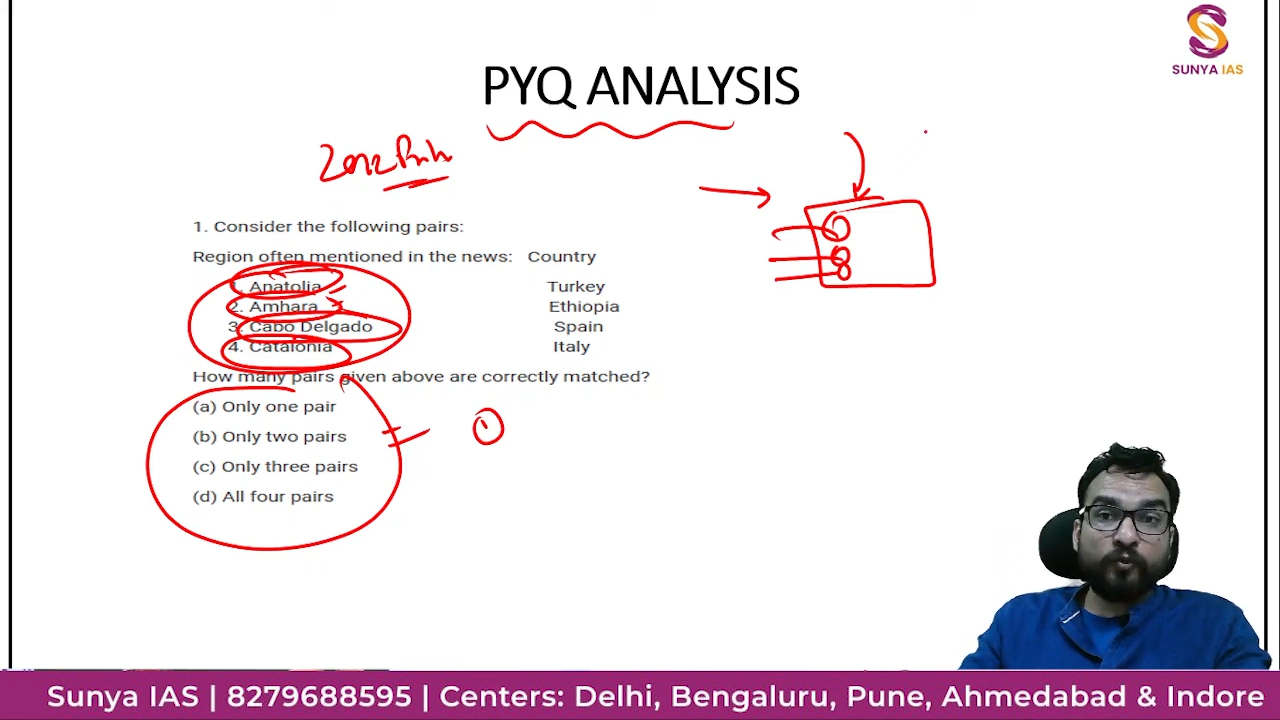 SUNYA IAS
PYQ ANALYSIS
1. Consider the following pairs:
Region often mentioned in the news: Country
1. Anatolia Turkey
2. Amhara Ethiopia
3. Cabo Delgado Spain
4. Catalonia Italy
How many pairs given above are correctly matched?
(a) Only one pair
(b) Only two pairs
(c) Only three pairs
(d) All four pairs
Sunya IAS | 8279688595 | Centers: Delhi, Bengaluru, Pune, Ahmedabad & Indore